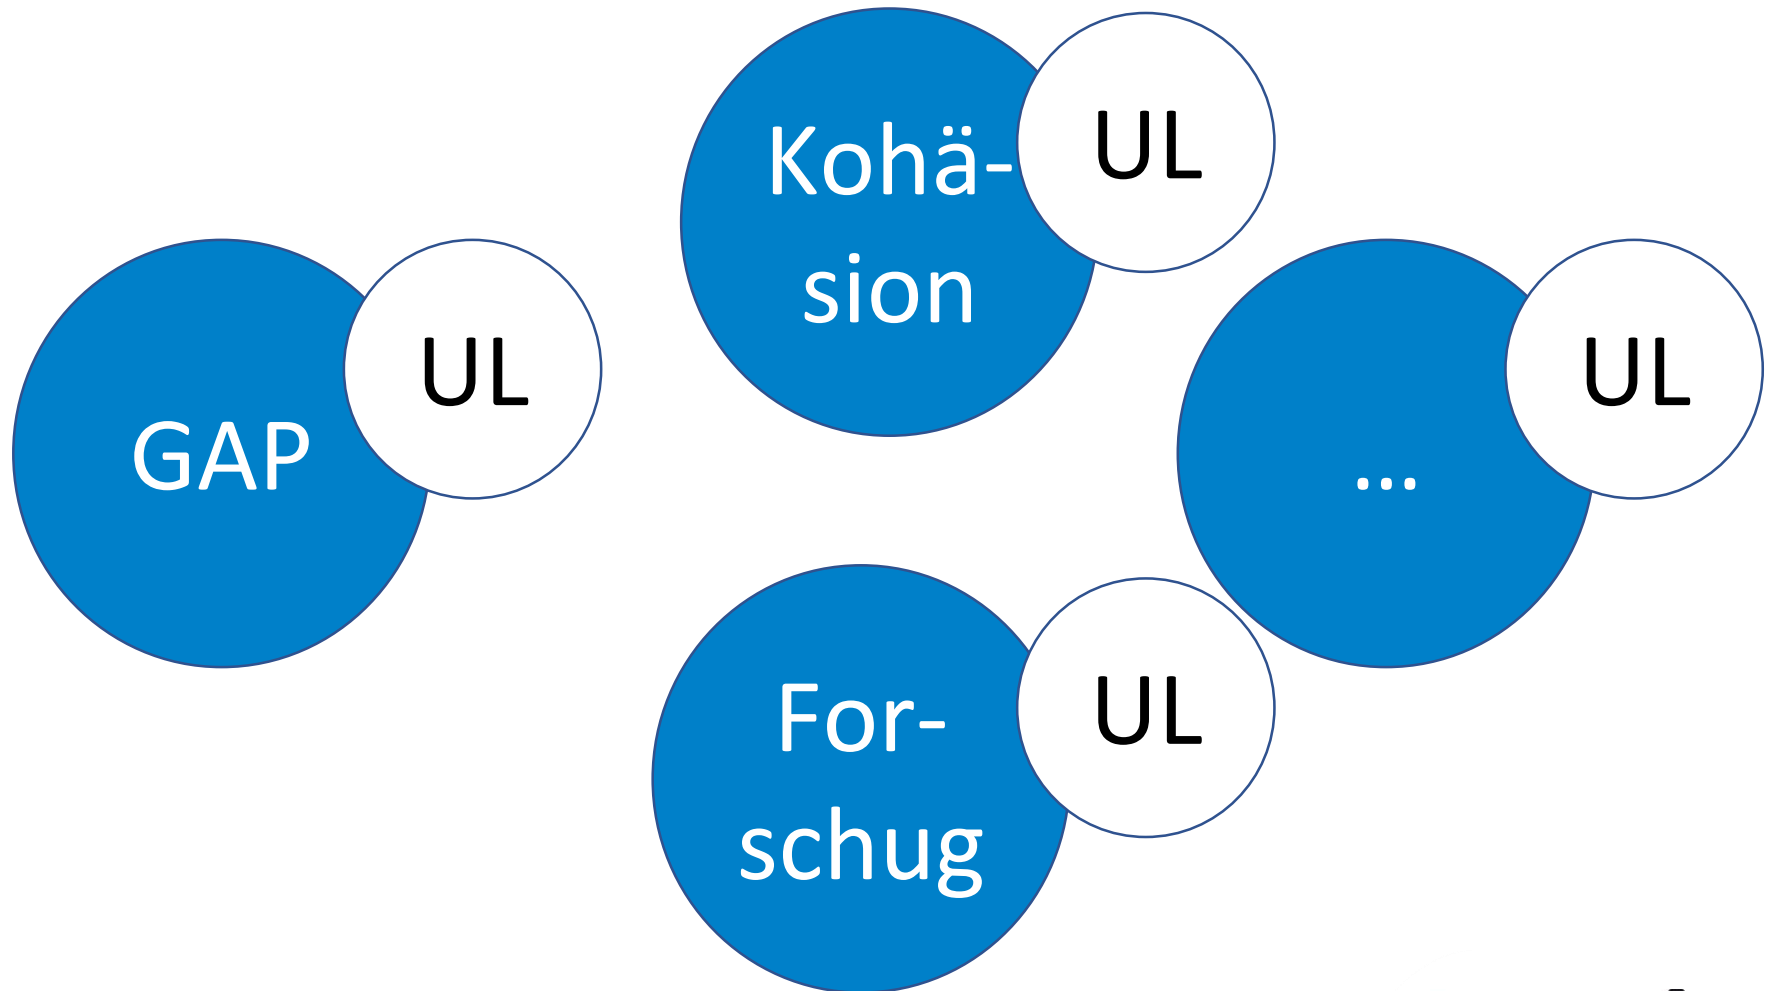 Kohä-
sion
UL
GAP
UL
...
UL
For-
schug
UL